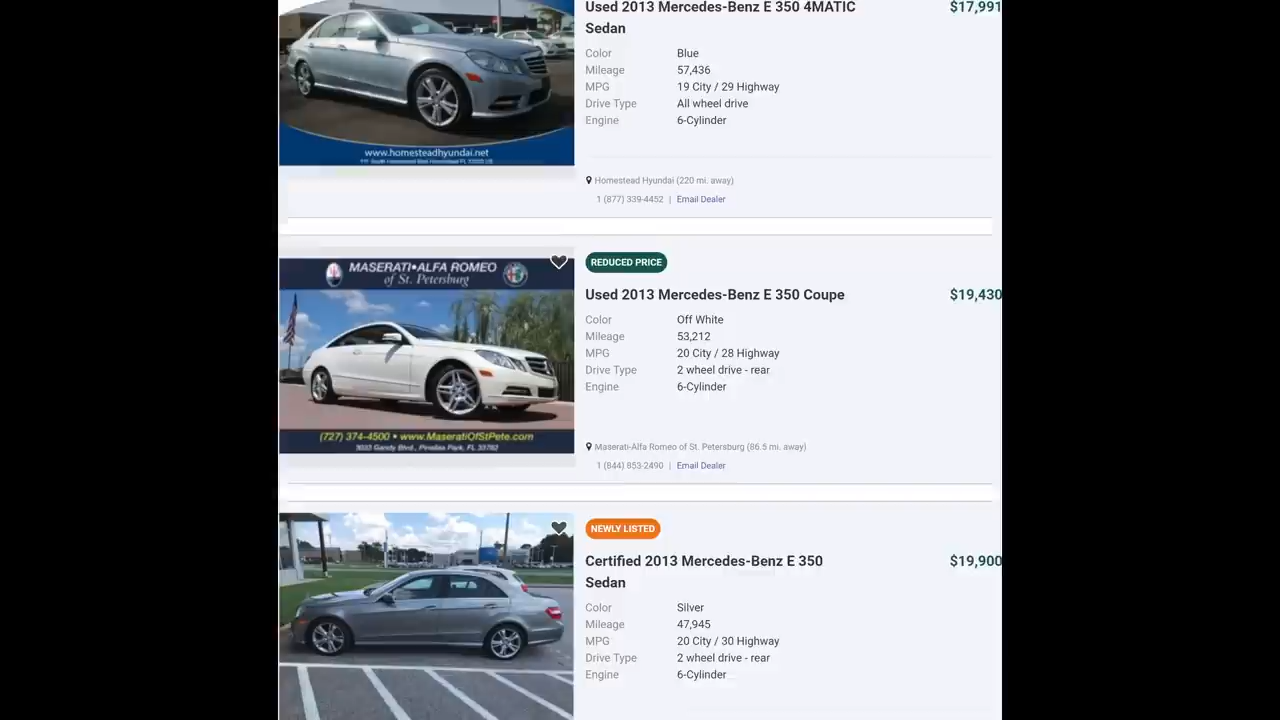 Used 2013 Mercedes-Benz E 350 4MATIC $17,991
Sedan
Color Blue
Mileage 57,436
MPG 19 City / 29 Highway
Drive Type All wheel drive
Engine 6-Cylinder
www.homesteadhyundai.net
Homestead Hyundai (220 mi. away)
1 (877) 339-4452 | Email Dealer
MASERATI•ALFA ROMEO
of St. Petersburg
REDUCED PRICE
Used 2013 Mercedes-Benz E 350 Coupe $19,430
Color Off White
Mileage 53,212
MPG 20 City / 28 Highway
Drive Type 2 wheel drive - rear
Engine 6-Cylinder
(727) 374-4500 • www.MaseratiOfStPete.com
Gandy Blvd., Pinellas Park, FL 33782
Maserati-Alfa Romeo of St. Petersburg (86.5 mi. away)
1 (844) 853-2490 | Email Dealer
NEWLY LISTED
Certified 2013 Mercedes-Benz E 350 $19,900
Sedan
Color Silver
Mileage 47,945
MPG 20 City / 30 Highway
Drive Type 2 wheel drive - rear
Engine 6-Cylinder